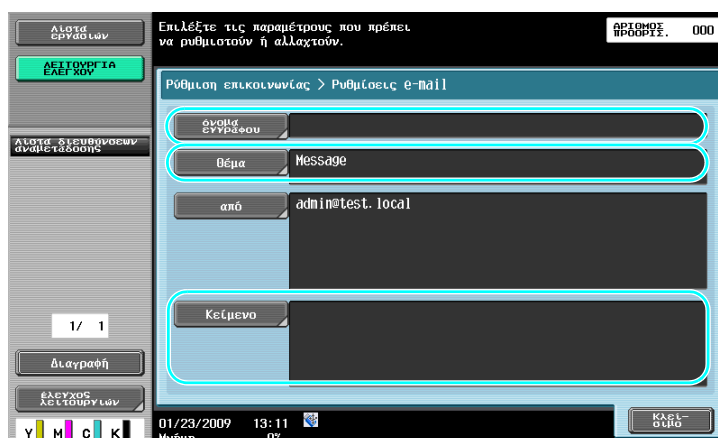 Λίστα
εργασιών
Επιλέξτε τις παραμέτρους που πρέπει
να ρυθμιστούν ή αλλαχτούν.
ΑΡΙΘΜΟΣ
ΠΡΟΟΡΙΣ.
000
ΛΕΙΤΟΥΡΓΙΑ
ΕΛΕΓΧΟΥ
Ρύθμιση επικοινωνίας > Ρυθμίσεις e-mail
όνομα
εγγράφου
Λίστα διευθύνσεων
αναμετάδοσης
θέμα
Message
από
admin@test.local
Κείμενο
1/ 1
Διαγραφή
έλεγχος
λειτουργιών
Κλεί-
σιμο
01/23/2009 13:11
Y M C K
Μνήμη 0%